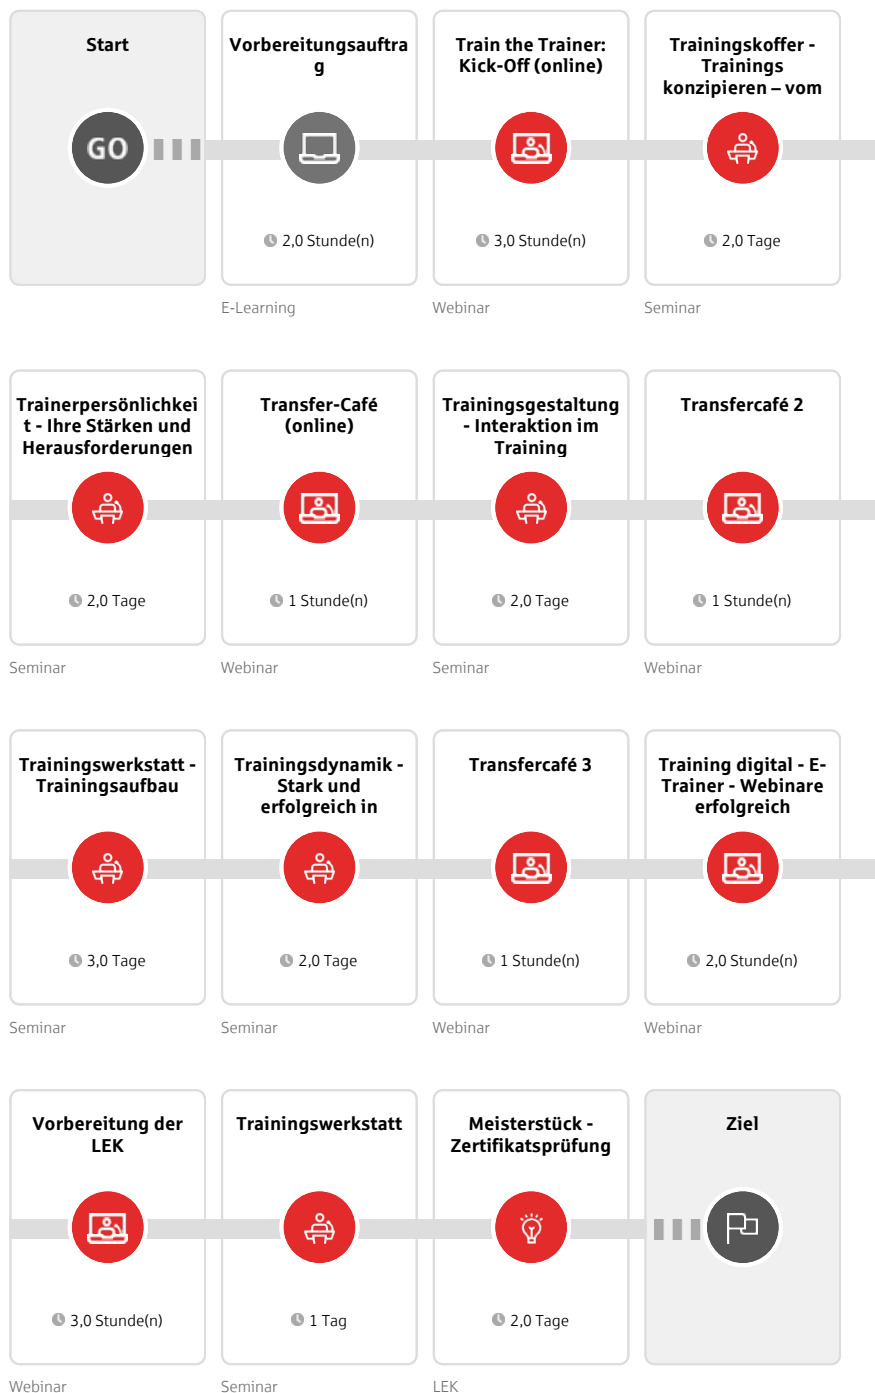 Start
GO
Vorbereitungsauftra
g
2,0 Stunde(n)
E-Learning
Train the Trainer:
Kick-Off (online)
3,0 Stunde(n)
Webinar
Trainingskoffer -
Trainings
konzipieren – vom
2,0 Tage
Seminar
Trainerpersönlichkei
t - Ihre Stärken und
Herausforderungen
2,0 Tage
Seminar
Transfer-Café
(online)
1 Stunde(n)
Webinar
Trainingsgestaltung
- Interaktion im
Training
2,0 Tage
Seminar
Transfercafé 2
1 Stunde(n)
Webinar
Trainingswerkstatt -
Trainingsaufbau
3,0 Tage
Seminar
Trainingsdynamik -
Stark und
erfolgreich in
2,0 Tage
Seminar
Transfercafé 3
1 Stunde(n)
Webinar
Training digital - E-
Trainer - Webinare
erfolgreich
2,0 Stunde(n)
Webinar
Vorbereitung der
LEK
3,0 Stunde(n)
Webinar
Trainingswerkstatt
1 Tag
Seminar
Meisterstück -
Zertifikatsprüfung
2,0 Tage
LEK
Ziel